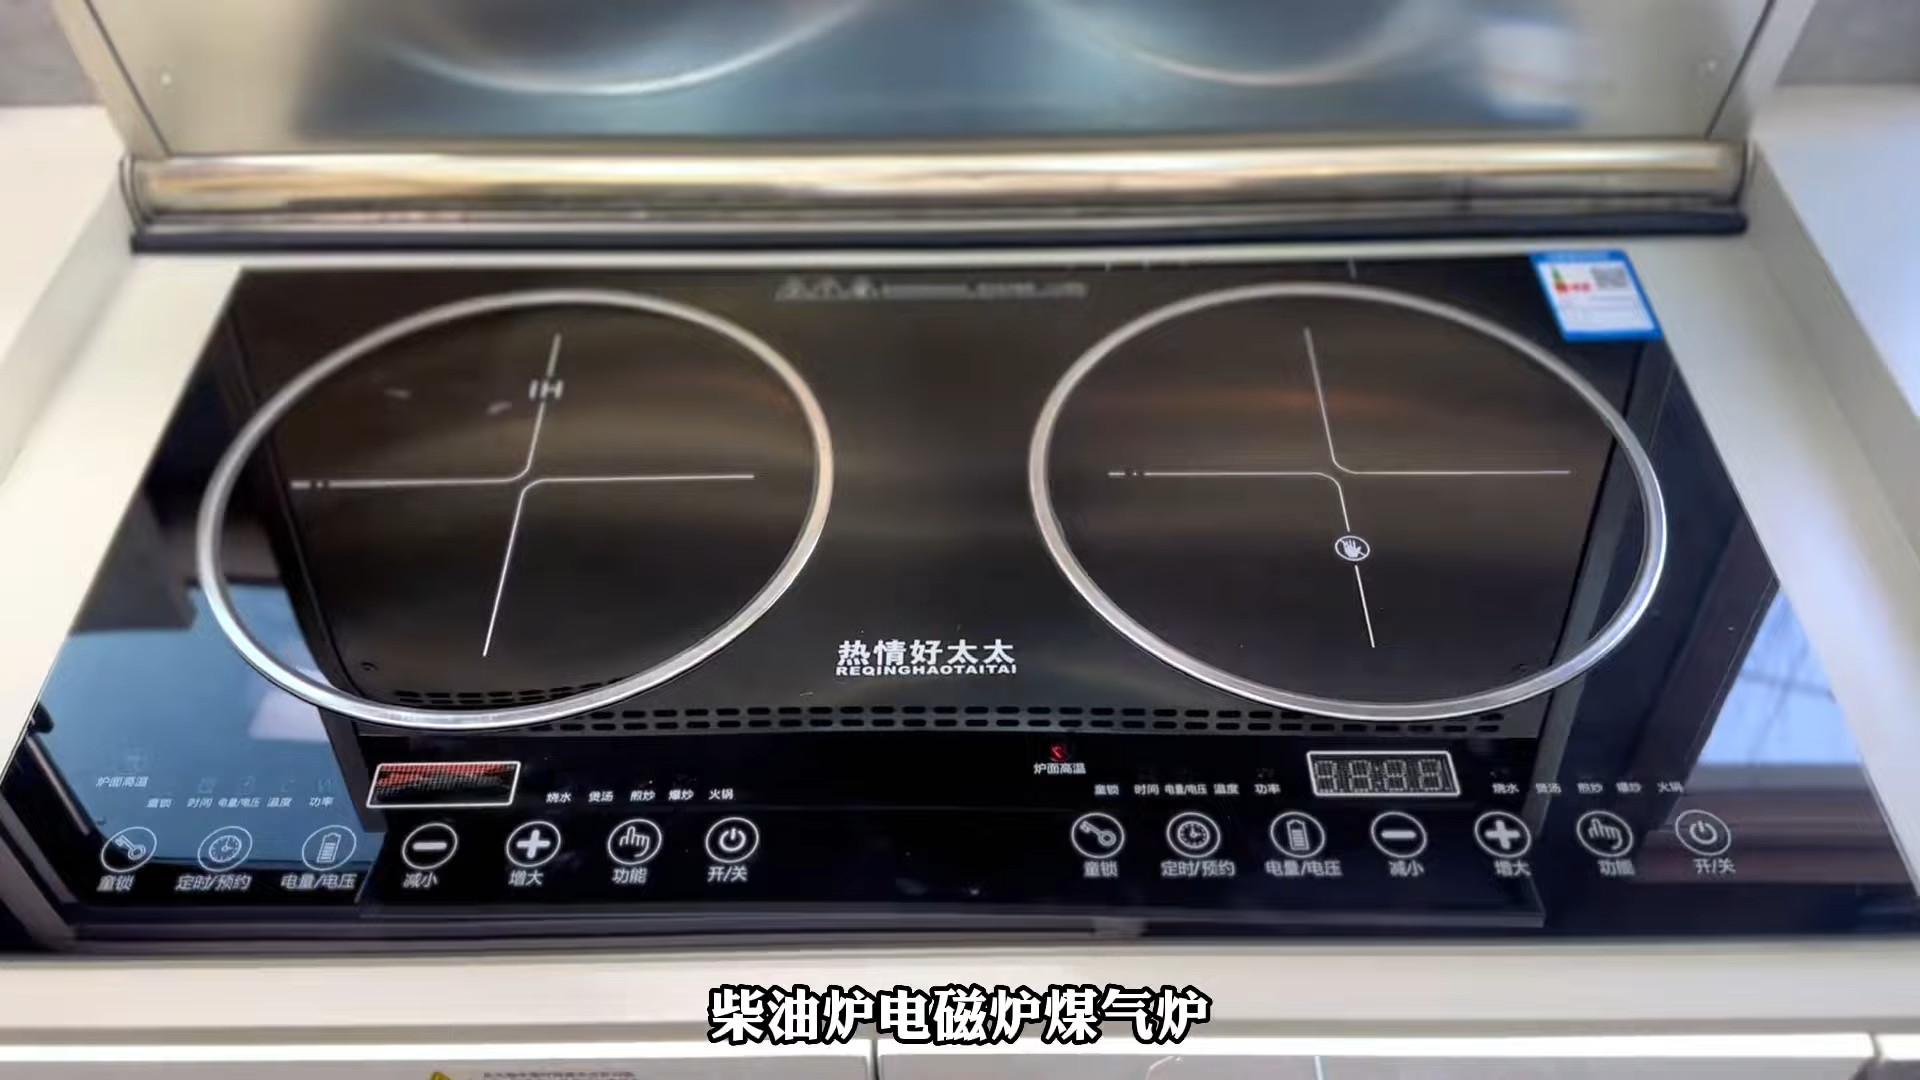 IH
热情好太太
REQINGHAOTAITAI
炉面高温
炉面高温
童锁 时间 电量/电压 温度 功率
烧水 煲汤 煎炒 爆炒 火锅
童锁 时间 电量/电压 温度 功率
烧水 煲汤 煎炒 爆炒 火锅
童锁 定时/预约 电量/电压 减小 增大 功能 开/关
童锁 定时/预约 电量/电压 减小 增大 功能 开/关
柴油炉电磁炉煤气炉